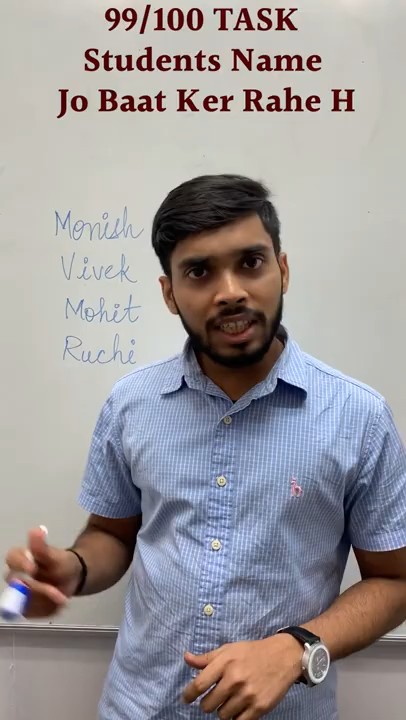 99/100 TASK
Students Name
Jo Baat Ker Rahe H
Monish
Vivek
Mohit
Ruchi